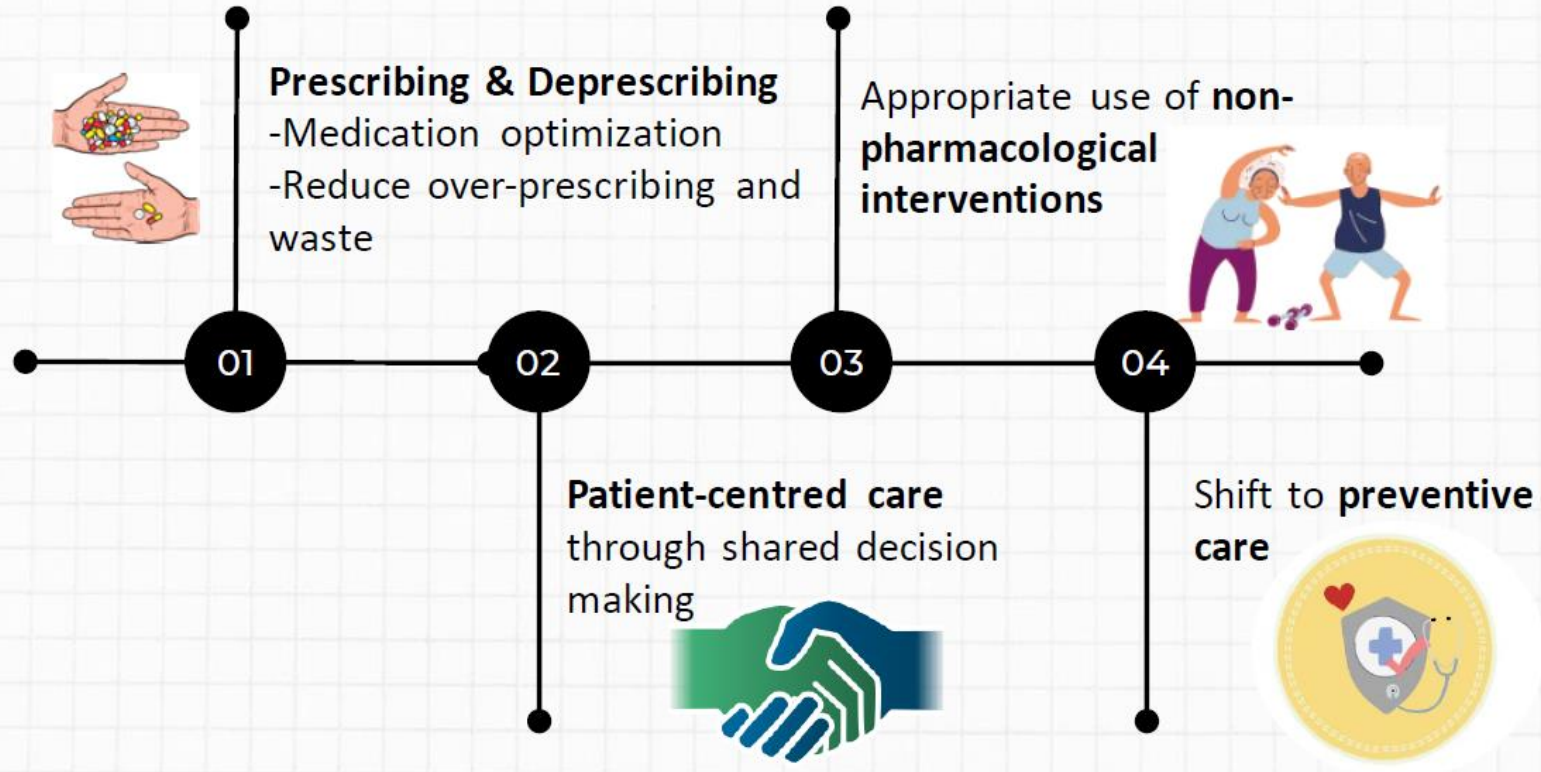 01
Prescribing & Deprescribing
-Medication optimization
-Reduce over-prescribing and
waste
02
Patient-centred care
through shared decision
making
03
Appropriate use of non-
pharmacological
interventions
04
Shift to preventive
care